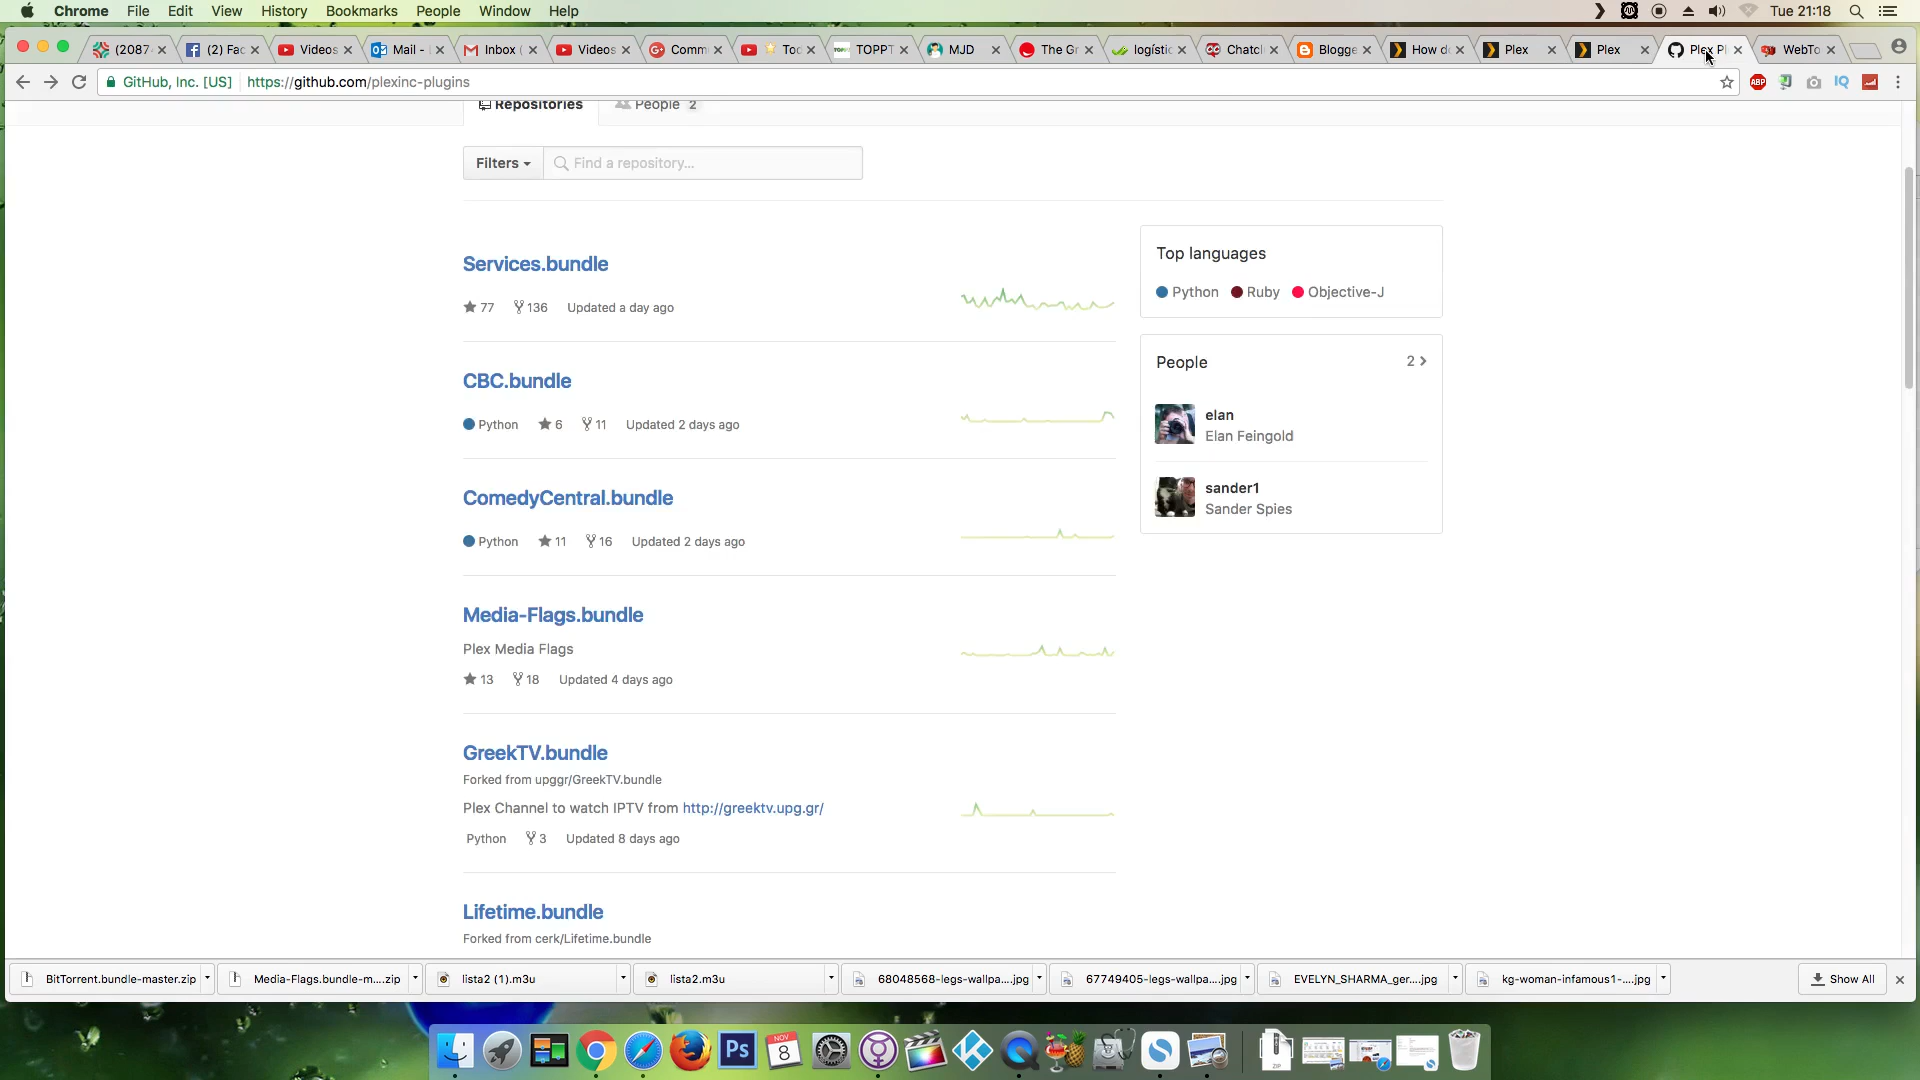 Chrome File Edit View History Bookmarks People Window Help Tue 21:18
(2087 (2) Fac Videos Mail - Inbox ( Videos Comm Too TOPPT MJD The Gr logístic Chatcl Blogge How do Plex Plex Plex Pl WebTo
GitHub, Inc. [US] https://github.com/plexinc-plugins
Repositories People 2
Filters Find a repository...
Services.bundle
77 136 Updated a day ago
CBC.bundle
Python 6 11 Updated 2 days ago
ComedyCentral.bundle
Python 11 16 Updated 2 days ago
Media-Flags.bundle
Plex Media Flags
13 18 Updated 4 days ago
GreekTV.bundle
Forked from upggr/GreekTV.bundle
Plex Channel to watch IPTV from http://greektv.upg.gr/
Python 3 Updated 8 days ago
Lifetime.bundle
Forked from cerk/Lifetime.bundle
Top languages
Python Ruby Objective-J
People 2
elan
Elan Feingold
sander1
Sander Spies
BitTorrent.bundle-master.zip Media-Flags.bundle-m....zip lista2 (1).m3u lista2.m3u 68048568-legs-wallpa....jpg 67749405-legs-wallpa....jpg EVELYN_SHARMA_ger....jpg kg-woman-infamous1-....jpg Show All
NOV
8
Ps
ZIP